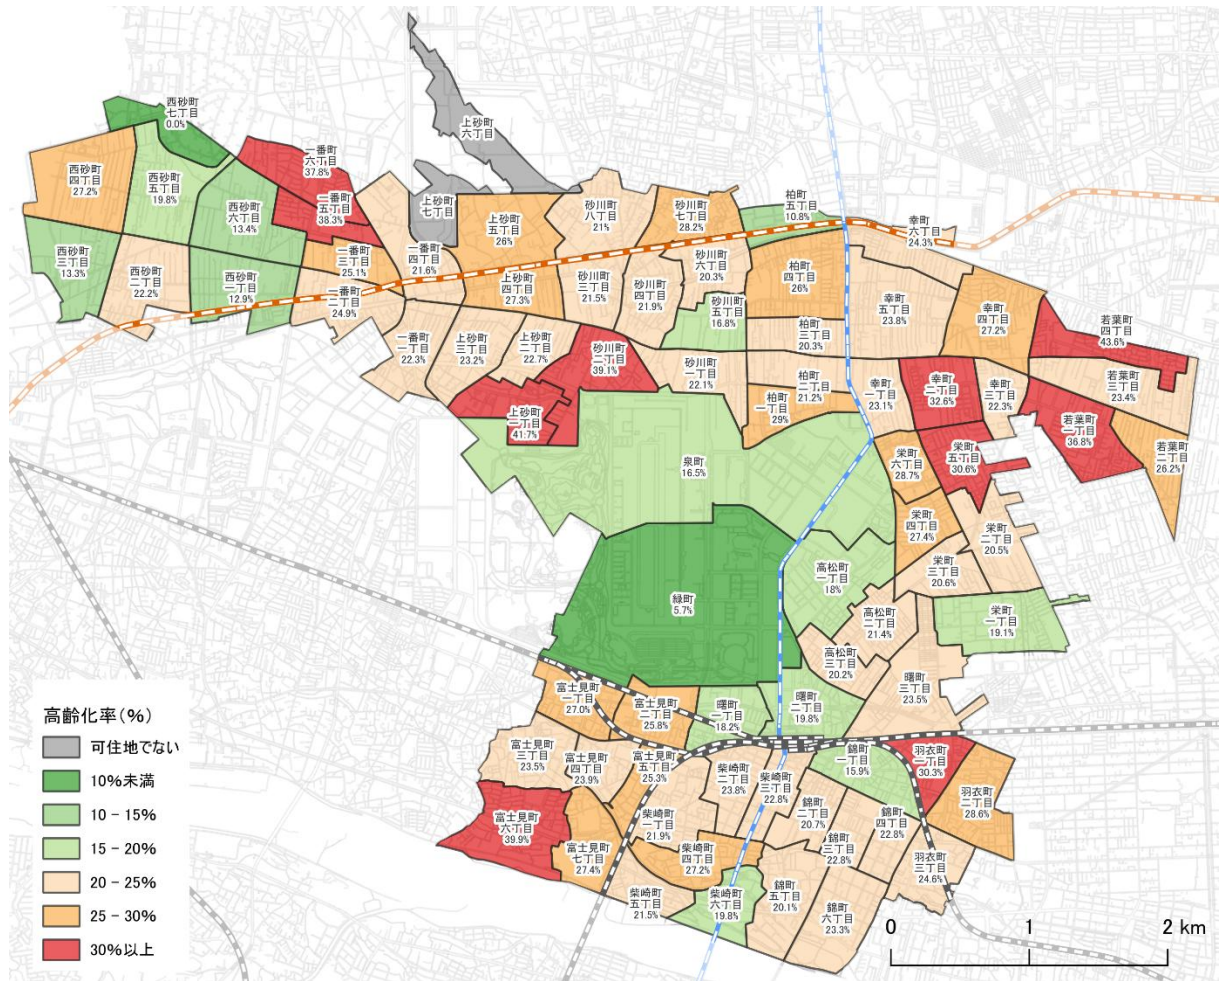 西砂町
七丁目
0.0%
上砂町
六丁目
一番町
六丁目
37.8%
西砂町
四丁目
27.2%
西砂町
五丁目
19.8%
西砂町
六丁目
13.4%
一番町
五丁目
38.3%
上砂町
七丁目
上砂町
五丁目
26%
砂川町
八丁目
21%
砂川町
七丁目
28.2%
柏町
五丁目
10.8%
幸町
六丁目
24.3%
西砂町
三丁目
13.3%
西砂町
二丁目
22.2%
西砂町
一丁目
12.9%
一番町
三丁目
25.1%
一番町
四丁目
21.6%
一番町
二丁目
24.9%
上砂町
四丁目
27.3%
砂川町
三丁目
21.5%
砂川町
四丁目
21.9%
砂川町
六丁目
20.3%
柏町
四丁目
26%
幸町
五丁目
23.8%
幸町
四丁目
27.2%
若葉町
四丁目
43.6%
砂川町
五丁目
16.8%
一番町
一丁目
22.3%
上砂町
三丁目
23.2%
上砂町
二丁目
22.7%
砂川町
二丁目
39.1%
砂川町
一丁目
22.1%
柏町
三丁目
20.3%
柏町
二丁目
21.2%
柏町
一丁目
29%
幸町
一丁目
23.1%
幸町
二丁目
32.6%
幸町
三丁目
22.3%
若葉町
三丁目
23.4%
上砂町
一丁目
41.7%
若葉町
一丁目
36.8%
若葉町
二丁目
26.2%
泉町
16.5%
栄町
六丁目
28.7%
栄町
五丁目
30.6%
栄町
四丁目
27.4%
栄町
二丁目
20.5%
栄町
三丁目
20.6%
高松町
一丁目
18%
緑町
5.7%
高松町
二丁目
21.4%
栄町
一丁目
19.1%
高松町
三丁目
20.2%
曙町
三丁目
23.5%
富士見町
一丁目
27.0%
富士見町
二丁目
25.8%
曙町
一丁目
18.2%
曙町
二丁目
19.8%
富士見町
三丁目
23.5%
富士見町
四丁目
23.9%
富士見町
五丁目
25.3%
柴崎町
二丁目
23.8%
柴崎町
三丁目
22.8%
錦町
一丁目
15.9%
羽衣町
一丁目
30.3%
羽衣町
二丁目
28.6%
富士見町
六丁目
39.9%
富士見町
七丁目
27.4%
柴崎町
一丁目
21.9%
柴崎町
四丁目
27.2%
錦町
二丁目
20.7%
錦町
三丁目
22.8%
錦町
四丁目
22.8%
羽衣町
三丁目
24.6%
柴崎町
五丁目
21.5%
柴崎町
六丁目
19.8%
錦町
五丁目
20.1%
錦町
六丁目
23.3%
高齢化率(%)
可住地でない
10%未満
10 - 15%
15 - 20%
20 - 25%
25 - 30%
30%以上
0 1 2 km